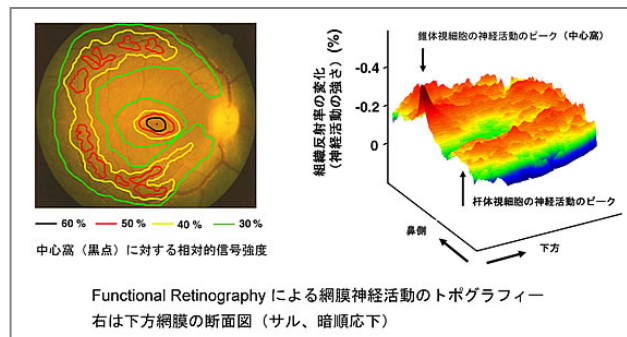 60 % 50 % 40 % 30 %
中心窩（黒点）に対する相対的信号強度
錐体視細胞の神経活動のピーク（中心窩）
組織反射率の変化 (%)
（神経活動の強さ）
-0.4
-0.2
0
杆体視細胞の神経活動のピーク
鼻側
下方
Functional Retinography による網膜神経活動のトポグラフィー
右は下方網膜の断面図（サル、暗順応下）